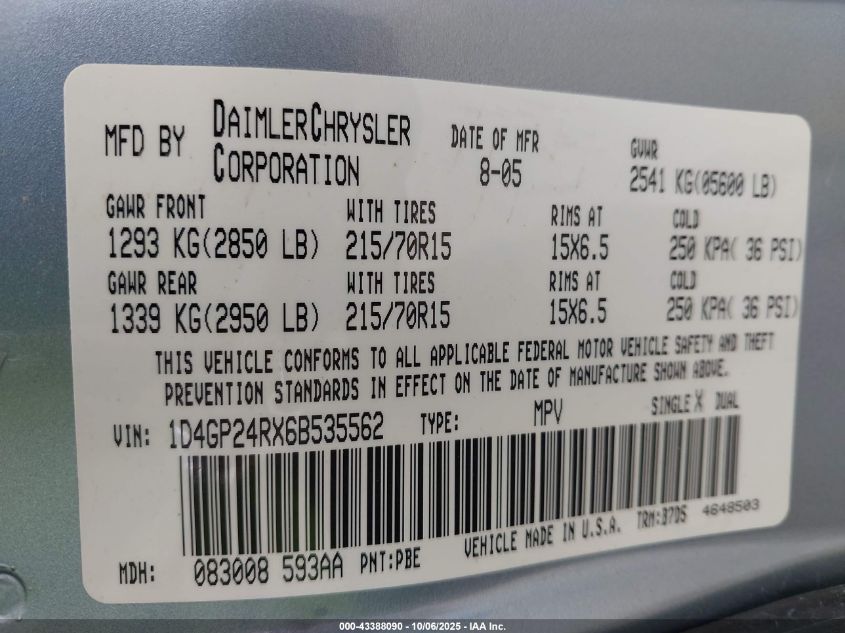 MFD BY DAIMLERCHRYSLER CORPORATION DATE OF MFR 8-05 GVWR 2541 KG(05600 LB)
GAWR FRONT WITH TIRES RIMS AT COLD
1293 KG(2850 LB) 215/70R15 15X6.5 250 KPA( 36 PSI)
GAWR REAR WITH TIRES RIMS AT COLD
1339 KG(2950 LB) 215/70R15 15X6.5 250 KPA( 36 PSI)
THIS VEHICLE CONFORMS TO ALL APPLICABLE FEDERAL MOTOR VEHICLE SAFETY AND THEFT
PREVENTION STANDARDS IN EFFECT ON THE DATE OF MANUFACTURE SHOWN ABOVE.
VIN: 1D4GP24RX6B535562 TYPE: MPV SINGLE X DUAL
MDH: 083008 593AA PNT:PBE VEHICLE MADE IN U.S.A. TRM:B7D5 4648503
000-43388090 - 10/06/2025 - IAA Inc.